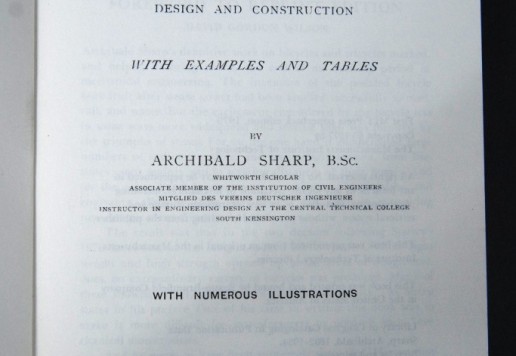 DESIGN AND CONSTRUCTION
WITH EXAMPLES AND TABLES
BY
ARCHIBALD SHARP, B.Sc.
WHITWORTH SCHOLAR
ASSOCIATE MEMBER OF THE INSTITUTION OF CIVIL ENGINEERS
MITGLIED DES VEREINS DEUTSCHER INGENIEURE
INSTRUCTOR IN ENGINEERING DESIGN AT THE CENTRAL TECHNICAL COLLEGE
SOUTH KENSINGTON
WITH NUMEROUS ILLUSTRATIONS